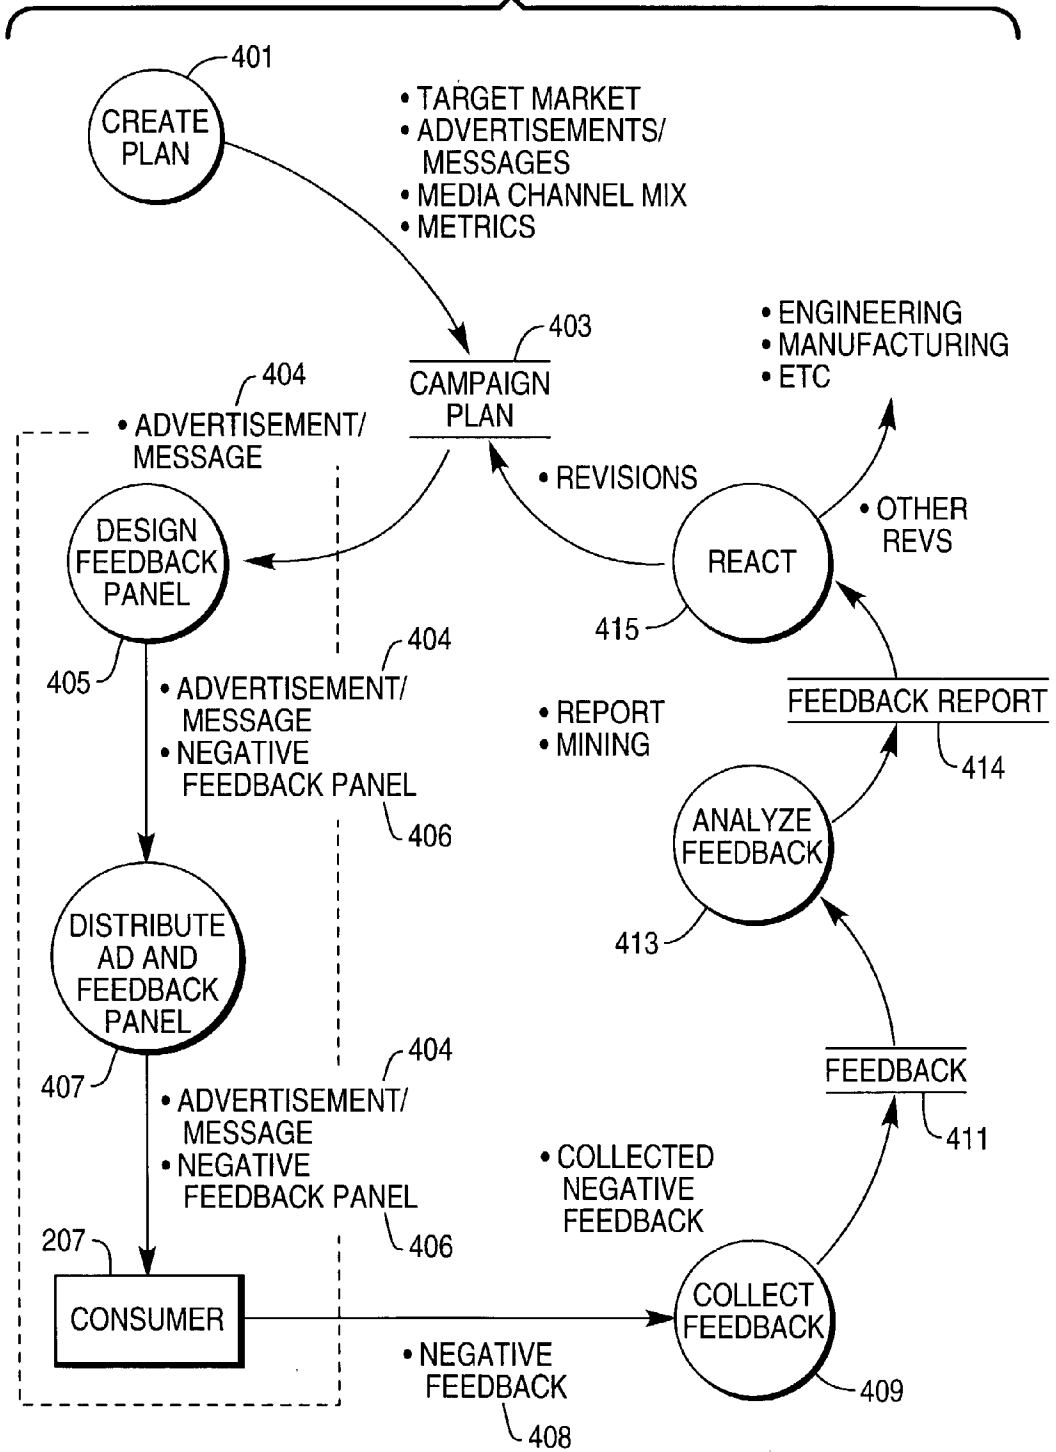 401
CREATE
PLAN
• TARGET MARKET
• ADVERTISEMENTS/
MESSAGES
• MEDIA CHANNEL MIX
• METRICS
403
CAMPAIGN
PLAN
• ENGINEERING
• MANUFACTURING
• ETC
404
• ADVERTISEMENT/
MESSAGE
• REVISIONS
• OTHER
REVS
DESIGN
FEEDBACK
PANEL
405
REACT
415
404
• ADVERTISEMENT/
MESSAGE
• NEGATIVE
FEEDBACK PANEL
406
FEEDBACK REPORT
414
• REPORT
• MINING
ANALYZE
FEEDBACK
413
DISTRIBUTE
AD AND
FEEDBACK
PANEL
407
404
• ADVERTISEMENT/
MESSAGE
• NEGATIVE
FEEDBACK PANEL
406
FEEDBACK
411
• COLLECTED
NEGATIVE
FEEDBACK
207
CONSUMER
• NEGATIVE
FEEDBACK
408
COLLECT
FEEDBACK
409